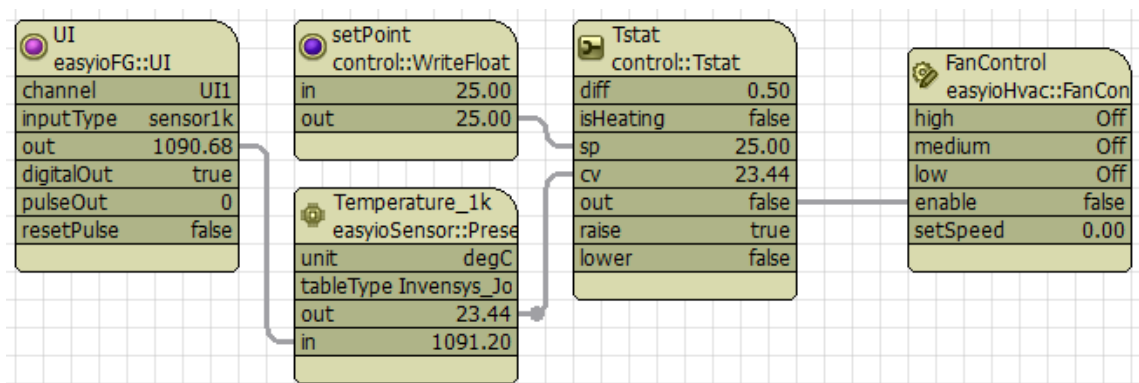 UI
easyioFG::UI
channel UI1
inputType sensor1k
out 1090.68
digitalOut true
pulseOut 0
resetPulse false
setPoint
control::WriteFloat
in 25.00
out 25.00
Temperature_1k
easyioSensor::Prese
unit degC
tableType Invensys_Jo
out 23.44
in 1091.20
Tstat
control::Tstat
diff 0.50
isHeating false
sp 25.00
cv 23.44
out false
raise true
lower false
FanControl
easyioHvac::FanCon
high Off
medium Off
low Off
enable false
setSpeed 0.00